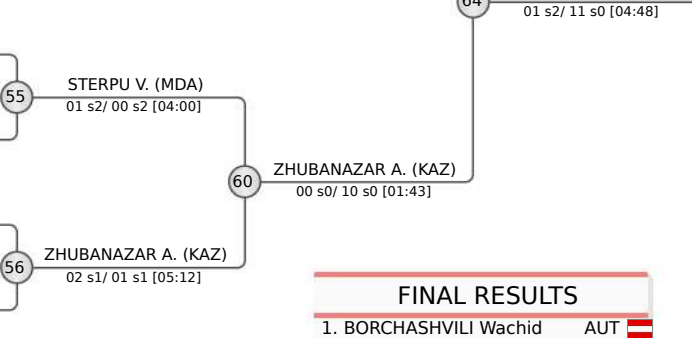 64
01 s2/ 11 s0 [04:48]
55
STERPU V. (MDA)
01 s2/ 00 s2 [04:00]
60
ZHUBANAZAR A. (KAZ)
00 s0/ 10 s0 [01:43]
56
ZHUBANAZAR A. (KAZ)
02 s1/ 01 s1 [05:12]
FINAL RESULTS
1. BORCHASHVILI Wachid AUT